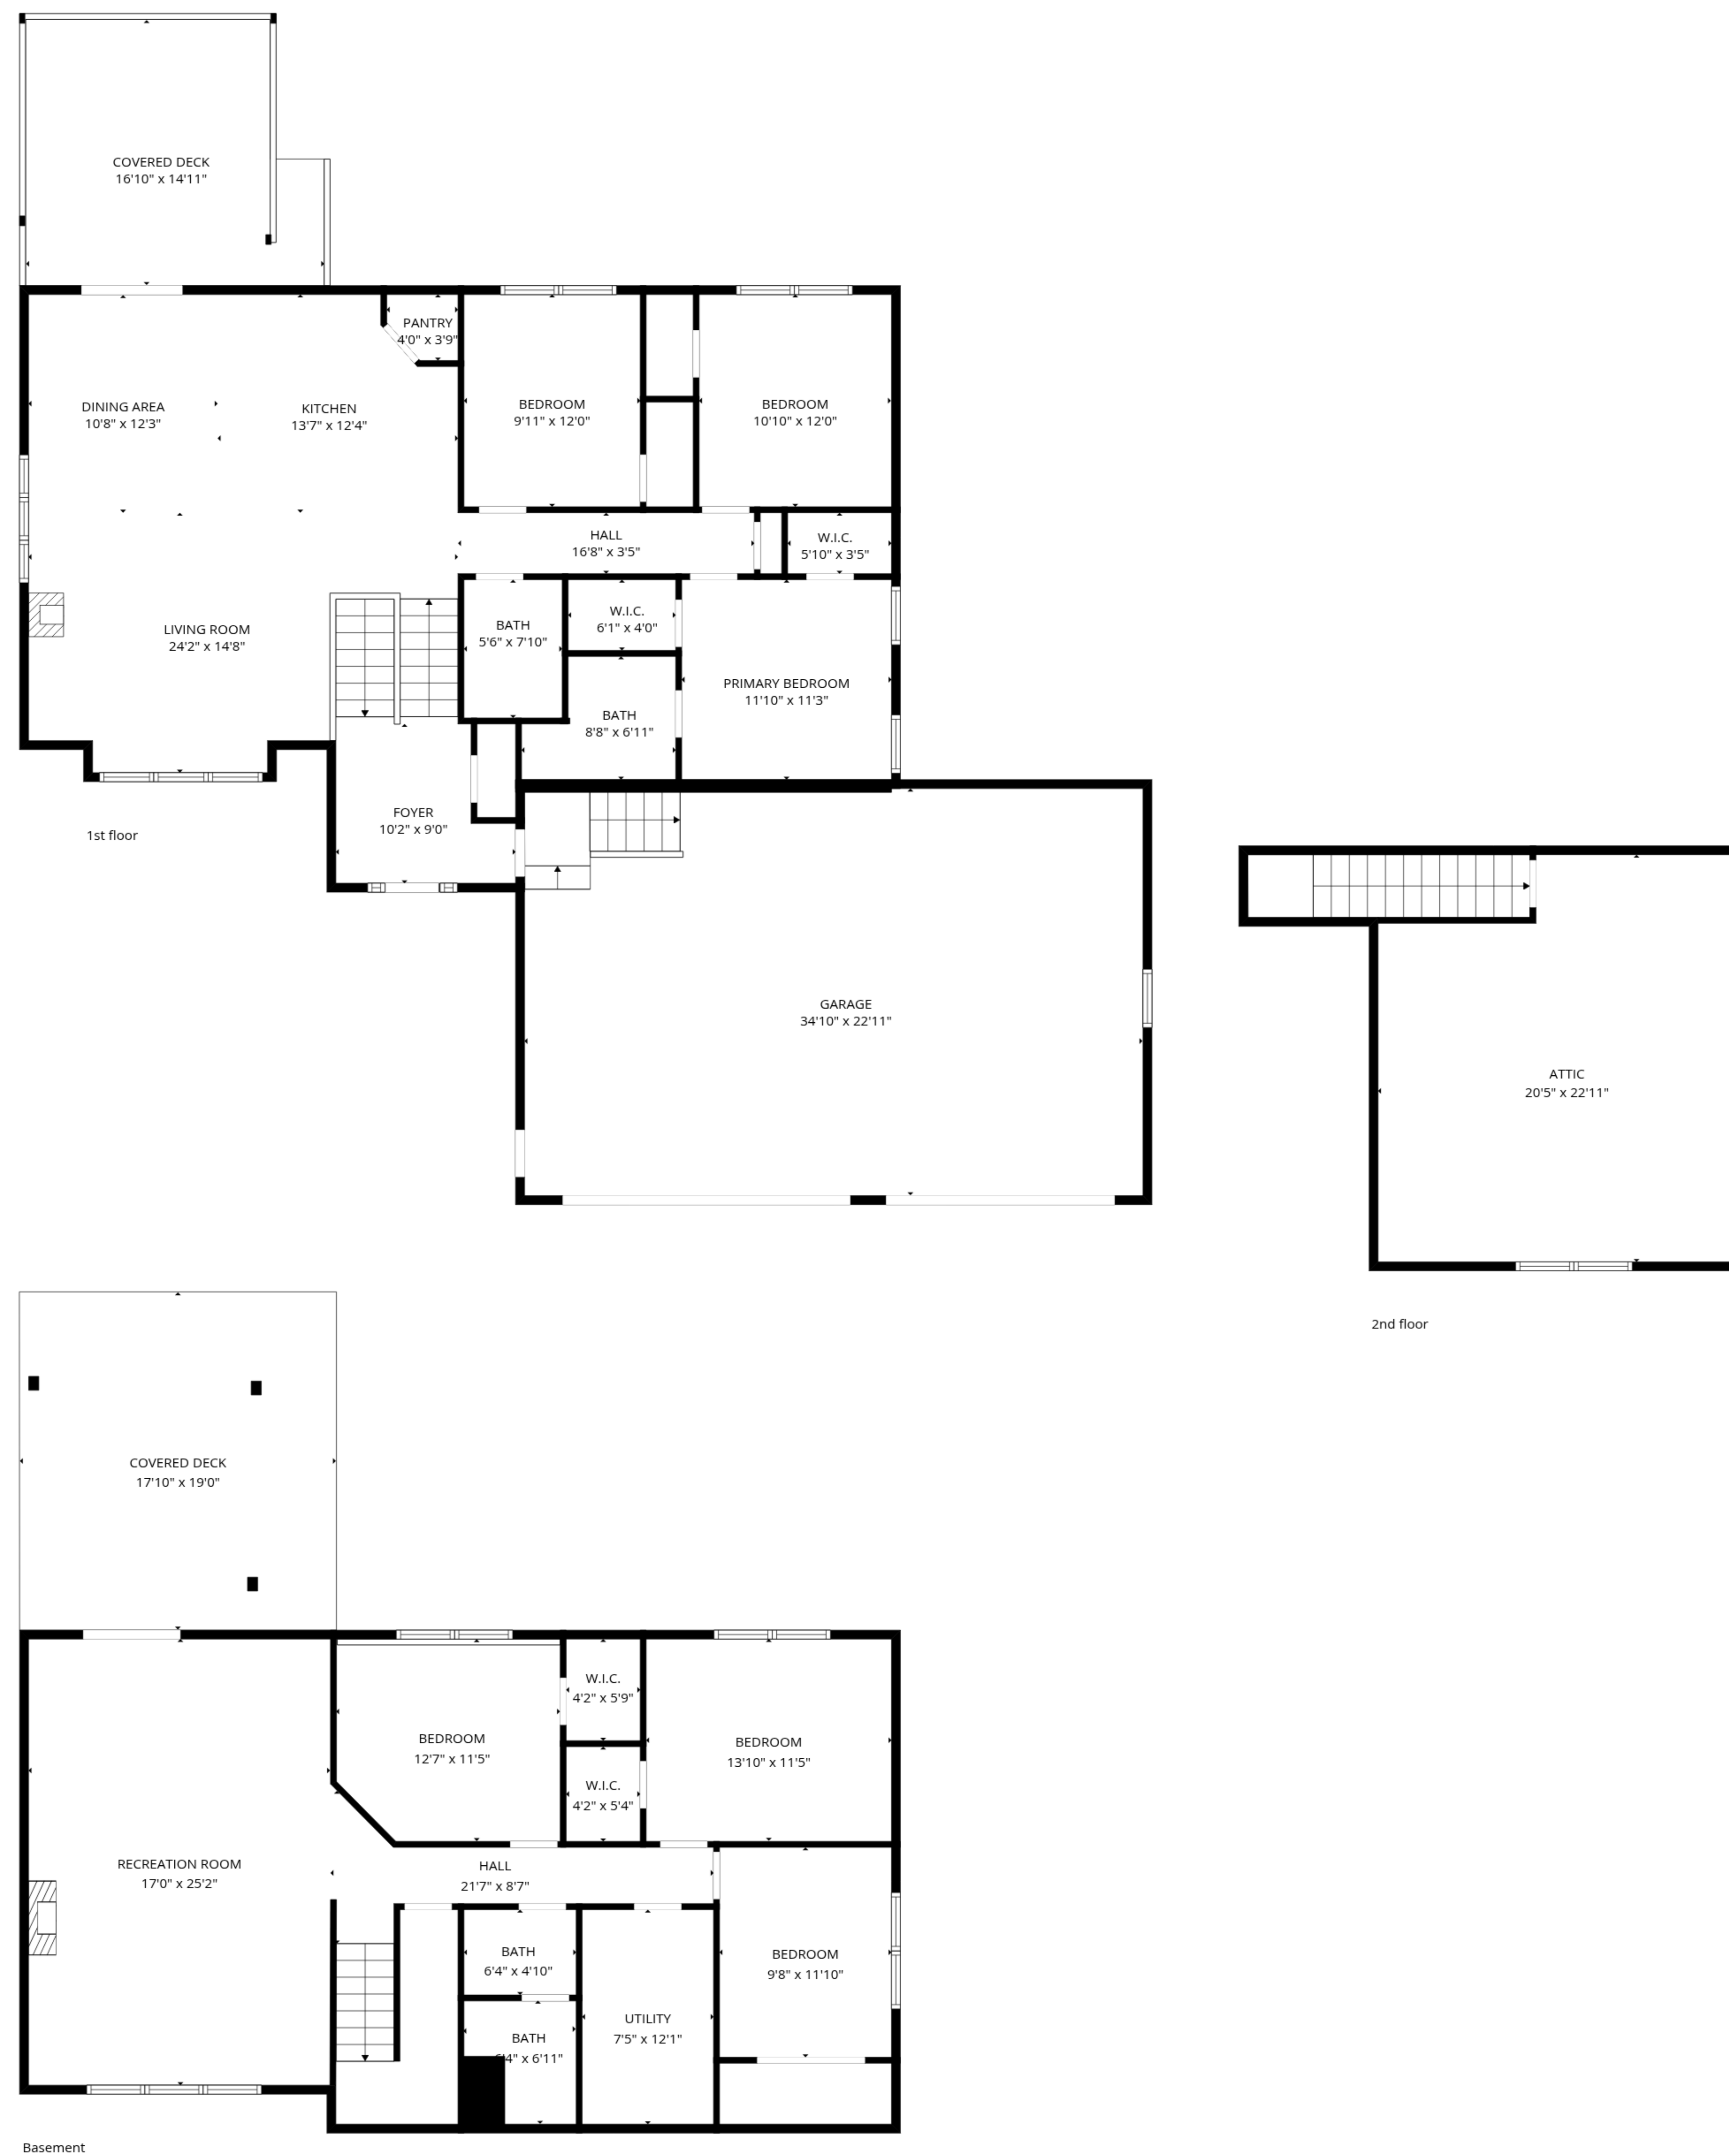 COVERED DECK
16'10" x 14'11"
PANTRY
4'0" x 3'9"
DINING AREA
10'8" x 12'3"
KITCHEN
13'7" x 12'4"
BEDROOM
9'11" x 12'0"
BEDROOM
10'10" x 12'0"
HALL
16'8" x 3'5"
W.I.C.
5'10" x 3'5"
LIVING ROOM
24'2" x 14'8"
BATH
5'6" x 7'10"
W.I.C.
6'1" x 4'0"
BATH
8'8" x 6'11"
PRIMARY BEDROOM
11'10" x 11'3"
FOYER
10'2" x 9'0"
1st floor
GARAGE
34'10" x 22'11"
ATTIC
20'5" x 22'11"
2nd floor
COVERED DECK
17'10" x 19'0"
BEDROOM
12'7" x 11'5"
W.I.C.
4'2" x 5'9"
W.I.C.
4'2" x 5'4"
BEDROOM
13'10" x 11'5"
RECREATION ROOM
17'0" x 25'2"
HALL
21'7" x 8'7"
BATH
6'4" x 4'10"
BATH
6'4" x 6'11"
UTILITY
7'5" x 12'1"
BEDROOM
9'8" x 11'10"
Basement